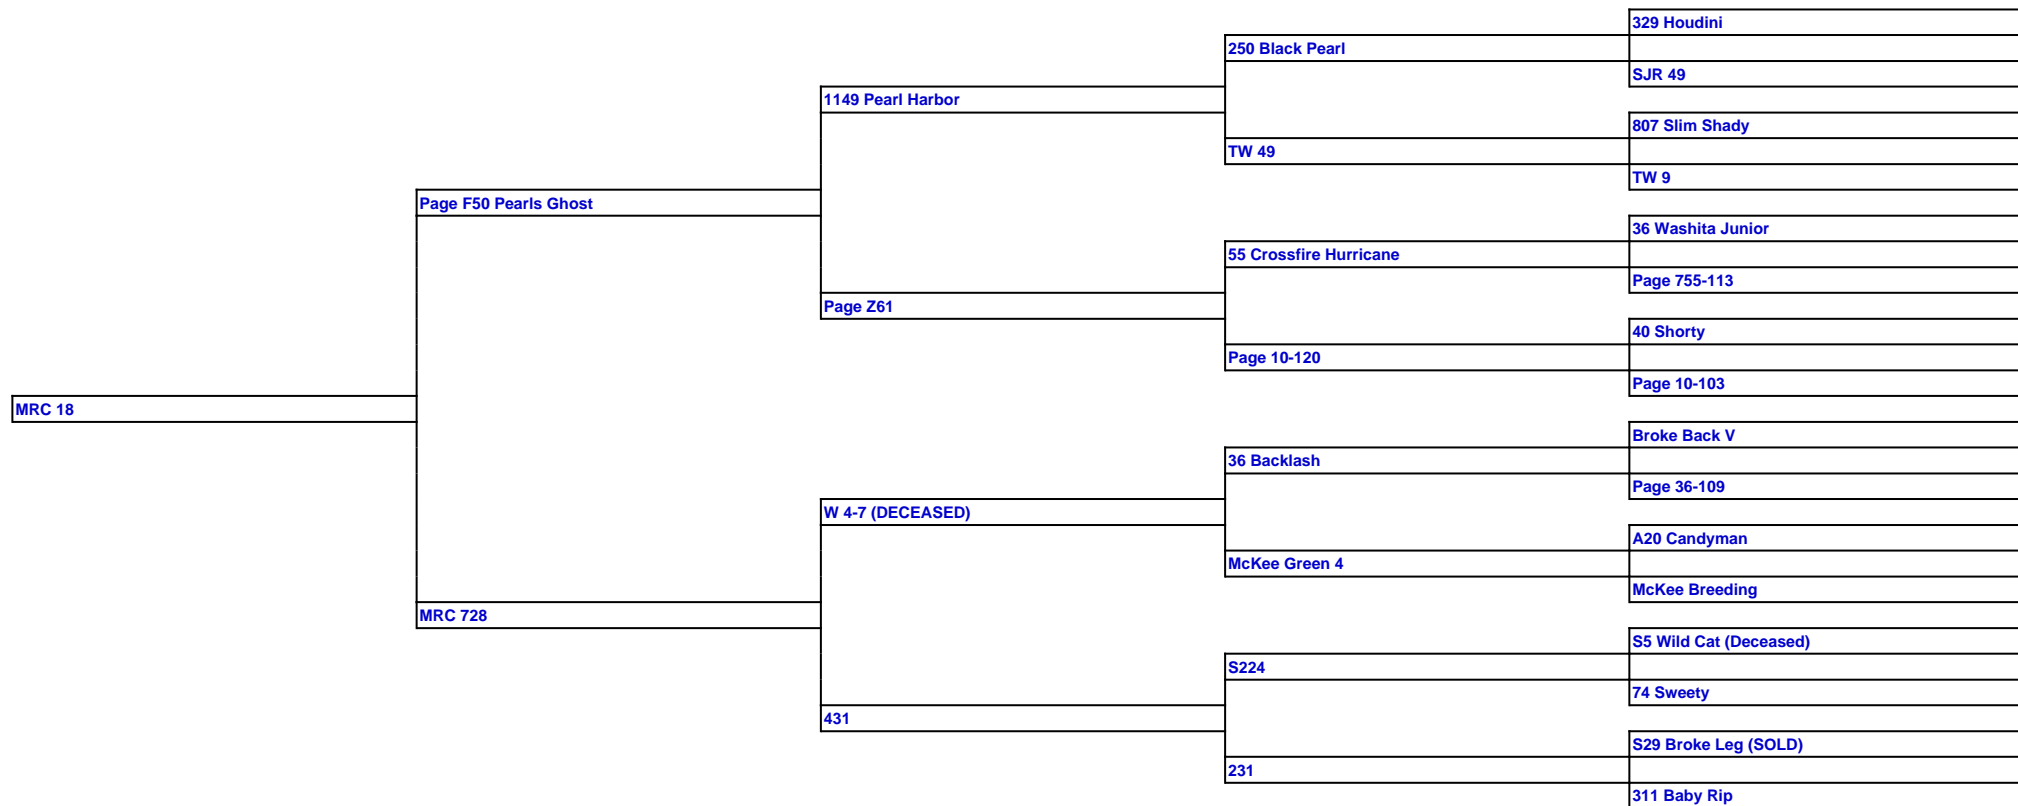 329 Houdini
250 Black Pearl
SJR 49
1149 Pearl Harbor
807 Slim Shady
TW 49
TW 9
Page F50 Pearls Ghost
36 Washita Junior
55 Crossfire Hurricane
Page 755-113
Page Z61
40 Shorty
Page 10-120
Page 10-103
MRC 18
Broke Back V
36 Backlash
Page 36-109
W 4-7 (DECEASED)
A20 Candyman
McKee Green 4
McKee Breeding
MRC 728
S5 Wild Cat (Deceased)
S224
74 Sweety
431
S29 Broke Leg (SOLD)
231
311 Baby Rip